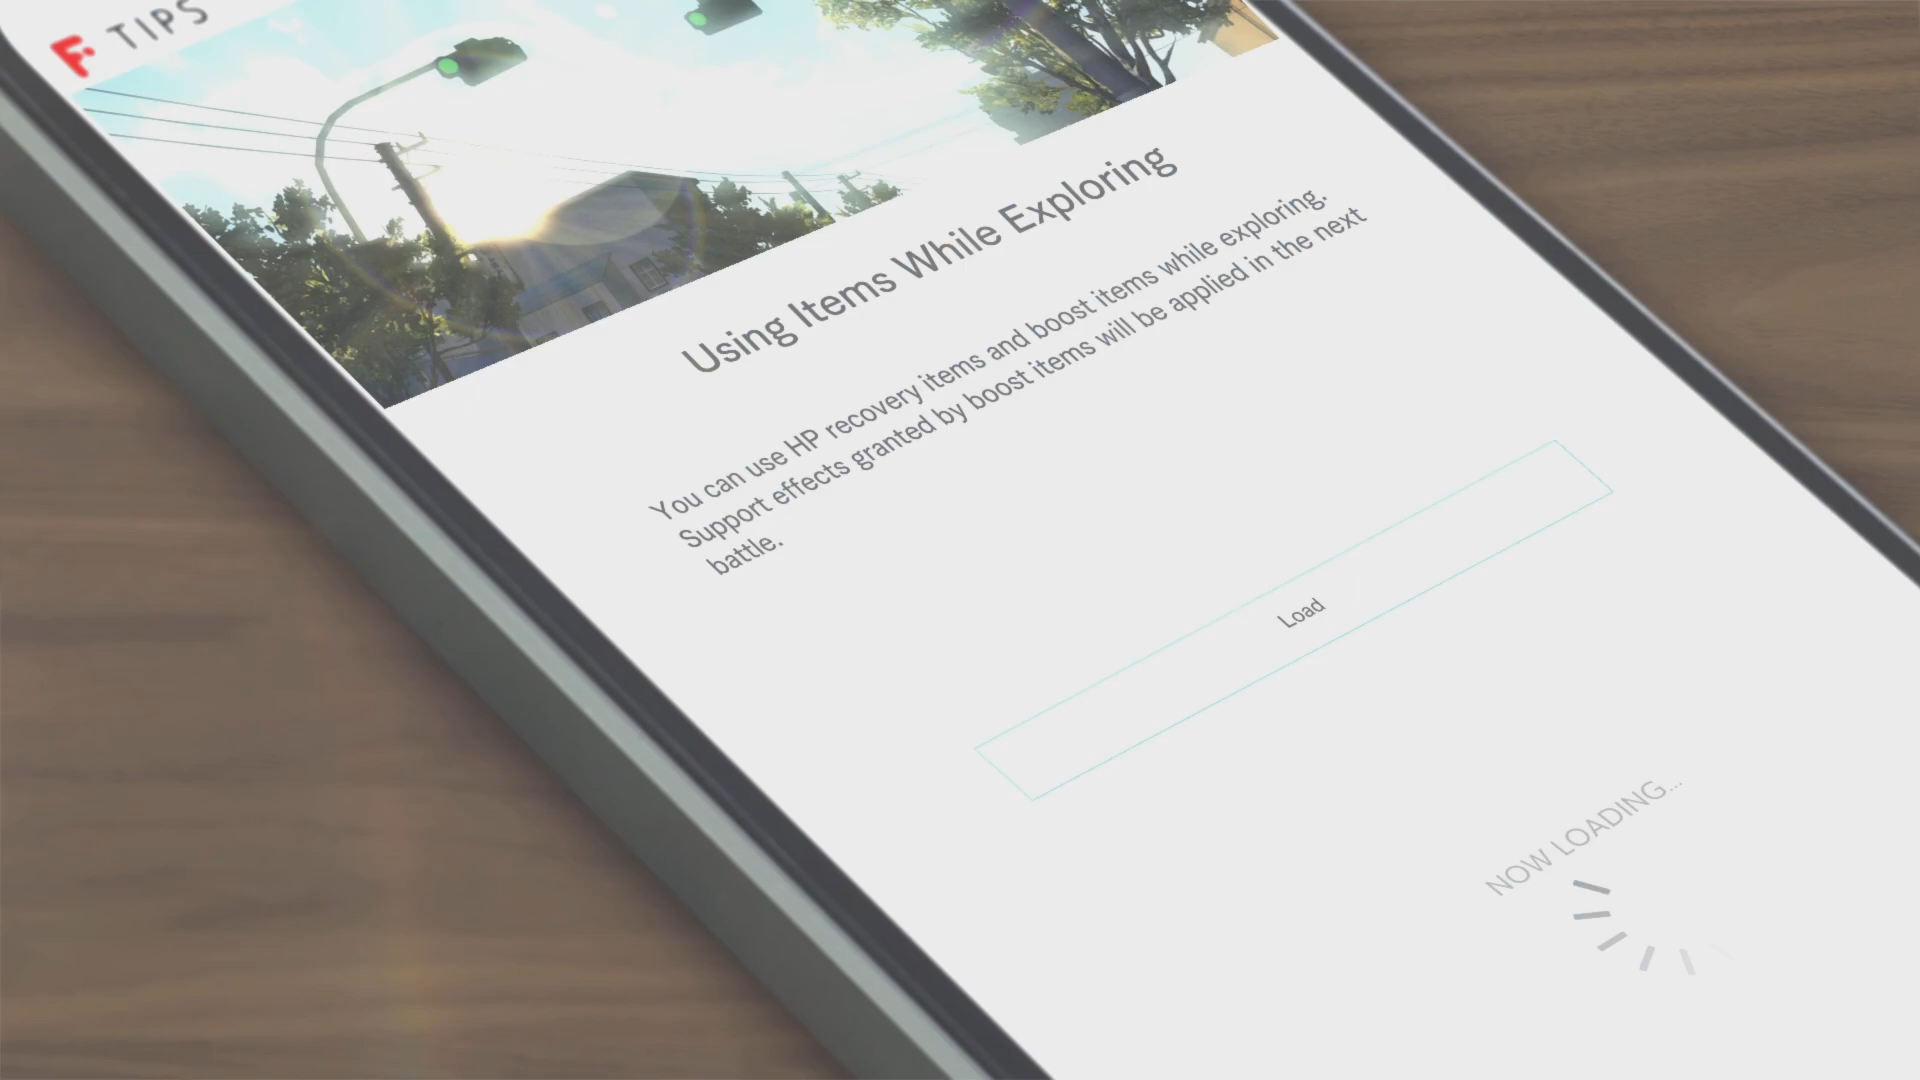 TIPS
Using Items While Exploring
You can use HP recovery items and boost items while exploring.
Support effects granted by boost items will be applied in the next
battle.
Load
NOW LOADING...